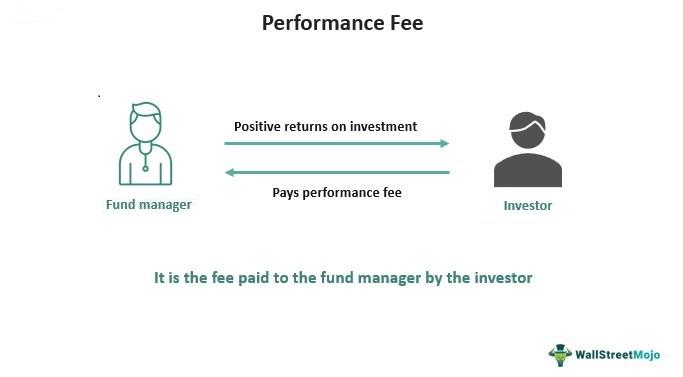 Performance Fee
Positive returns on investment
Pays performance fee
Fund manager
Investor
It is the fee paid to the fund manager by the investor
WallStreetMojo